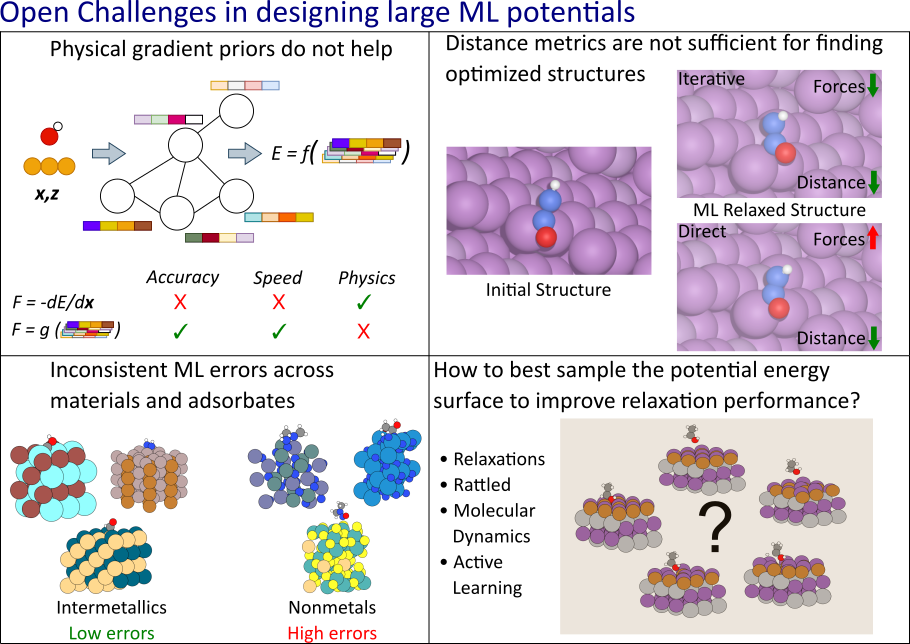 Open Challenges in designing large ML potentials
Physical gradient priors do not help
x,z
E = f( )
Accuracy Speed Physics
F = -dE/dx X X ✓
F = g ( ) ✓ ✓ X
Distance metrics are not sufficient for finding
optimized structures
Initial Structure
Iterative
Forces
Distance
ML Relaxed Structure
Direct
Forces
Distance
Inconsistent ML errors across
materials and adsorbates
Intermetallics
Low errors
Nonmetals
High errors
How to best sample the potential energy
surface to improve relaxation performance?
• Relaxations
• Rattled
• Molecular
Dynamics
• Active
Learning
?